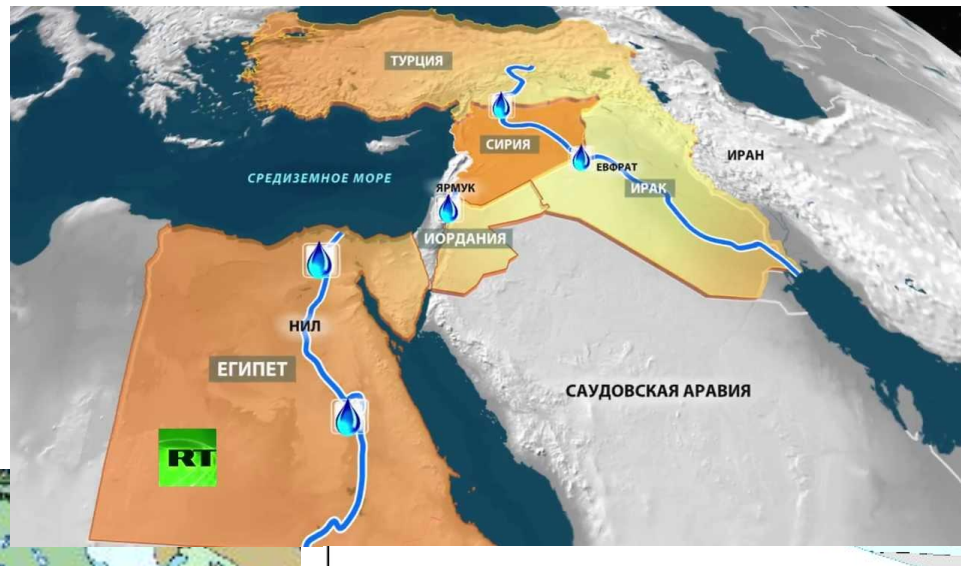 ТУРЦИЯ
СИРИЯ
ИРАН
ЕВФРАТ
СРЕДИЗЕМНОЕ МОРЕ
ЯРМУК
ИРАК
ИОРДАНИЯ
НИЛ
ЕГИПЕТ
САУДОВСКАЯ АРАВИЯ
RT